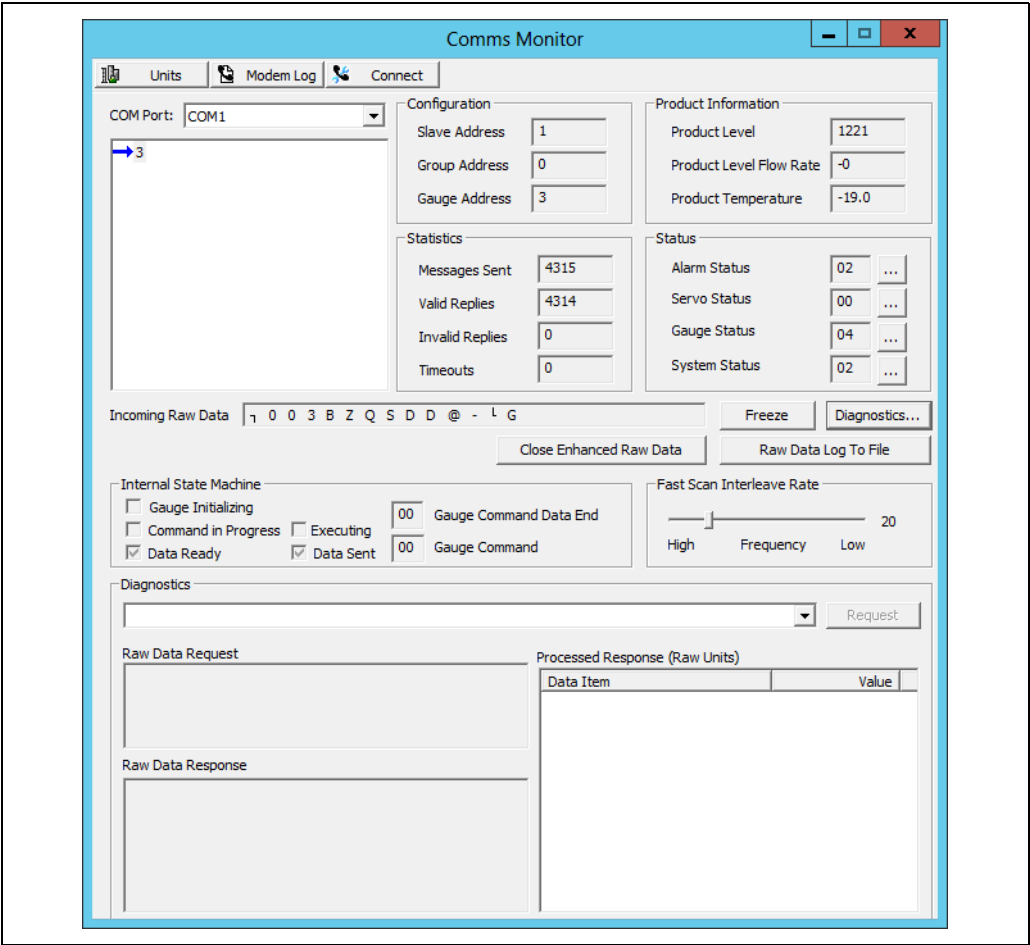 Comms Monitor
Units Modem Log Connect
COM Port: COM1
3
Configuration
Slave Address 1
Group Address 0
Gauge Address 3
Product Information
Product Level 1221
Product Level Flow Rate -0
Product Temperature -19.0
Statistics
Messages Sent 4315
Valid Replies 4314
Invalid Replies 0
Timeouts 0
Status
Alarm Status 02 ...
Servo Status 00 ...
Gauge Status 04 ...
System Status 02 ...
Incoming Raw Data ┐ 0 0 3 B Z Q S D D @ - └ G Freeze Diagnostics...
Close Enhanced Raw Data Raw Data Log To File
Internal State Machine
Gauge Initializing
Command in Progress Executing
Data Ready Data Sent
00 Gauge Command Data End
00 Gauge Command
Fast Scan Interleave Rate
20
High Frequency Low
Diagnostics
Request
Raw Data Request
Raw Data Response
Processed Response (Raw Units)
Data Item Value